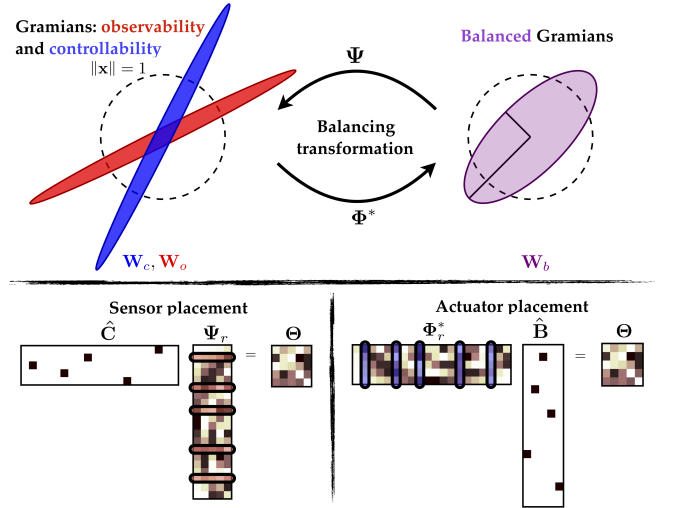 Gramians: observability
and controllability
‖x‖ = 1
Balanced Gramians
Ψ
Balancing
transformation
Φ*
W_c, W_o
W_b
Sensor placement
Ĉ
Ψ_r
=
Θ
Actuator placement
Φ*_r
B̂
=
Θ